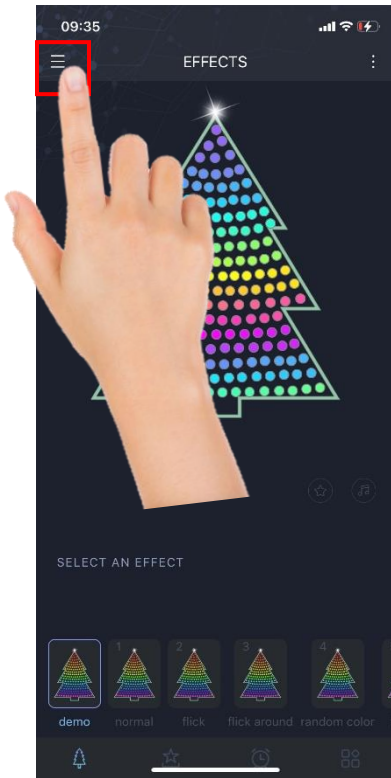 09:35
EFFECTS
SELECT AN EFFECT
1 2 3 4
demo normal flick flick around random color